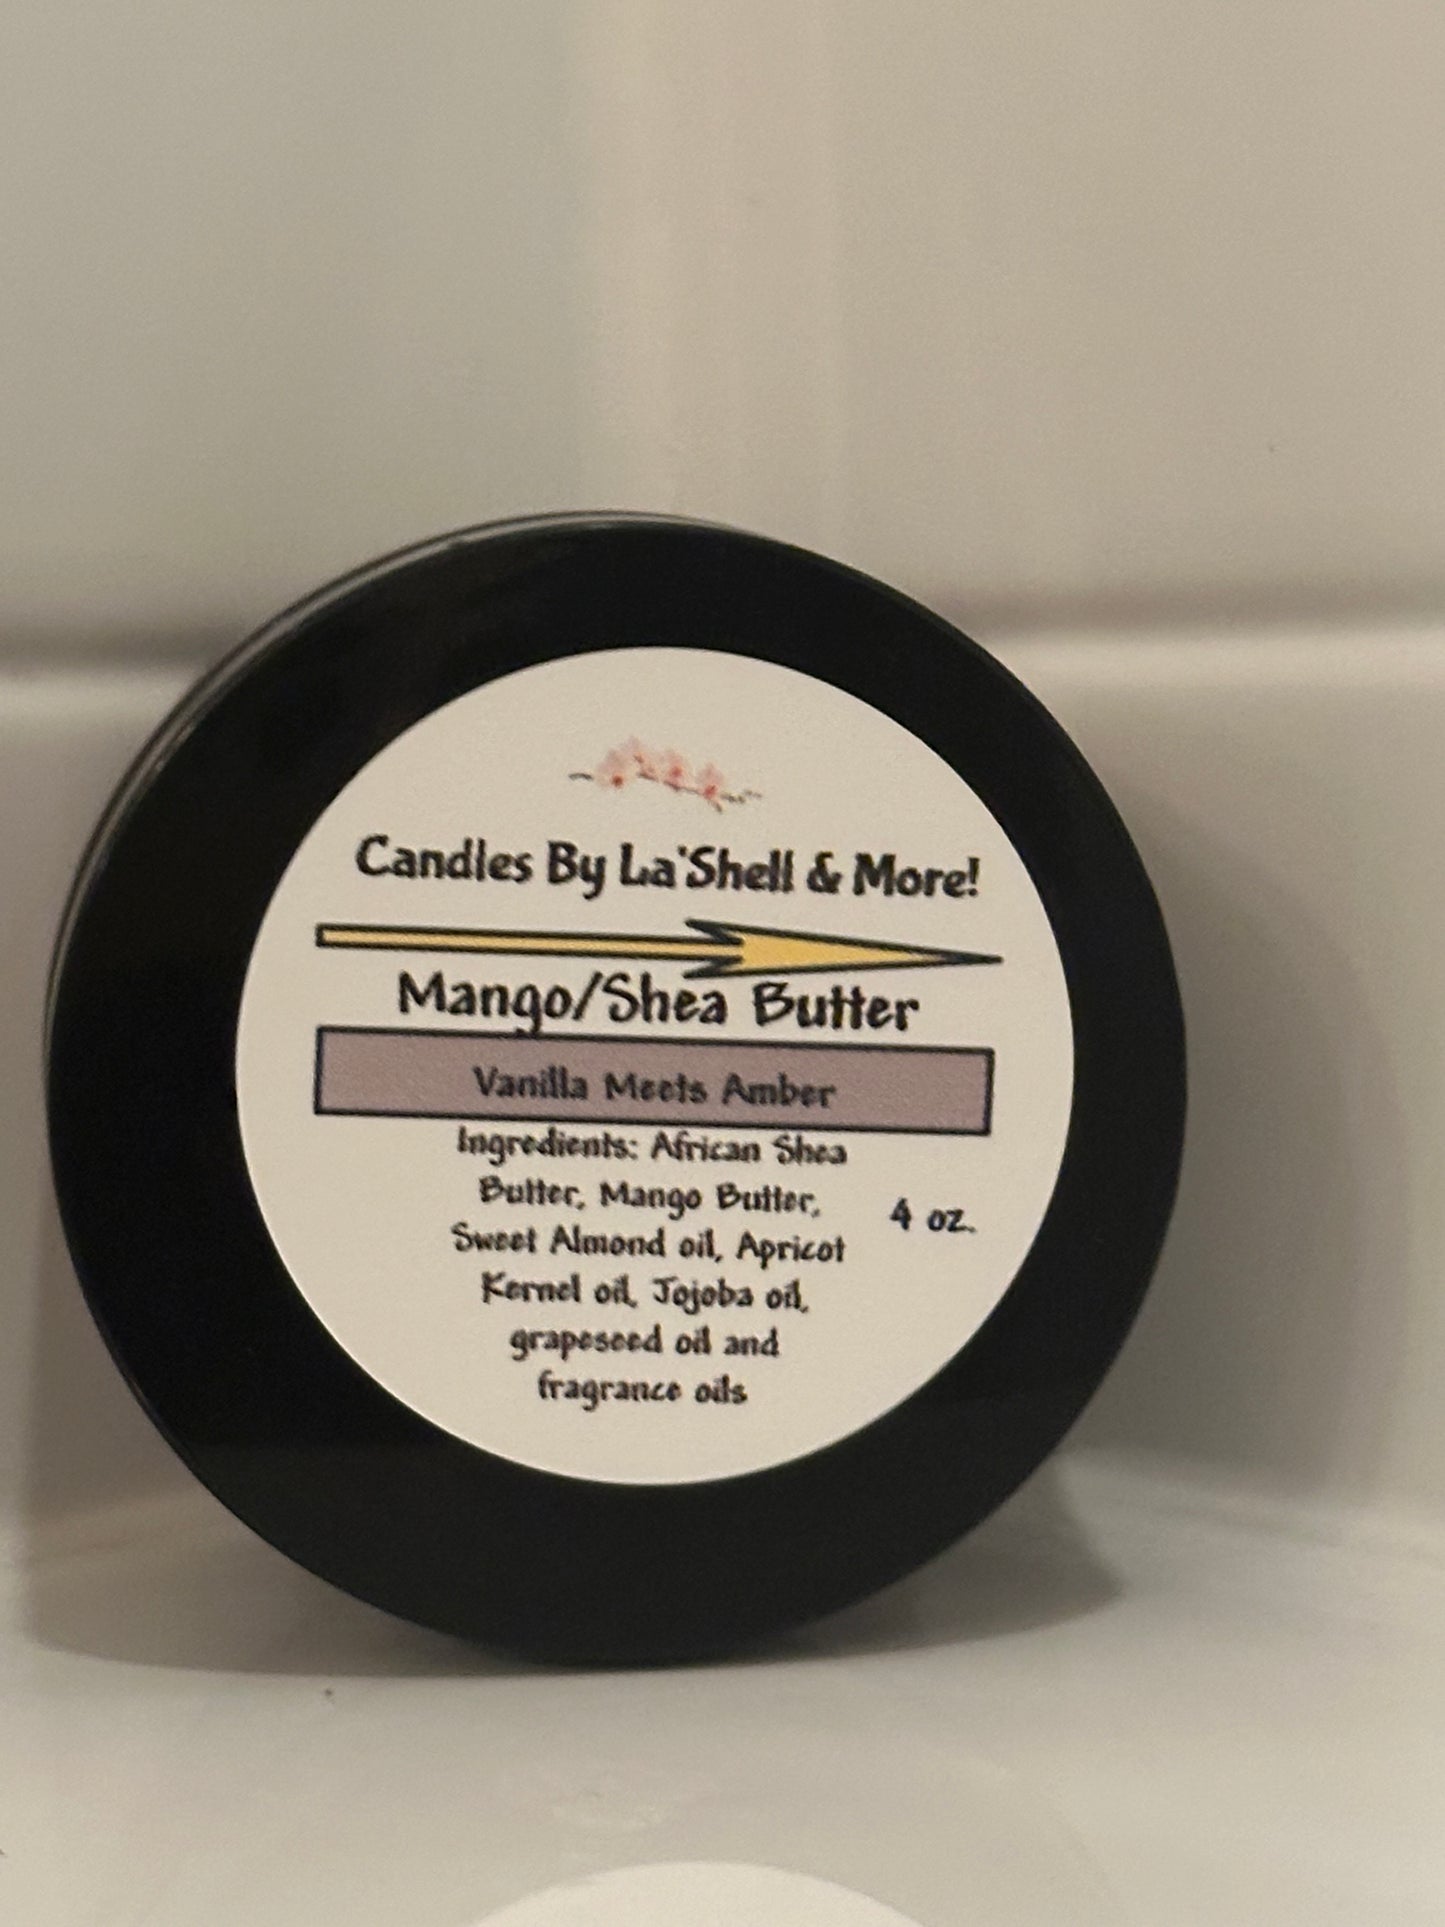 Candles By La'Shell & More!
Mango/Shea Butter
Vanilla Meets Amber
Ingredients: African Shea
Butter, Mango Butter,
4 oz.
Sweet Almond oil, Apricot
Kernel oil, Jojoba oil,
grapeseed oil and
fragrance oils